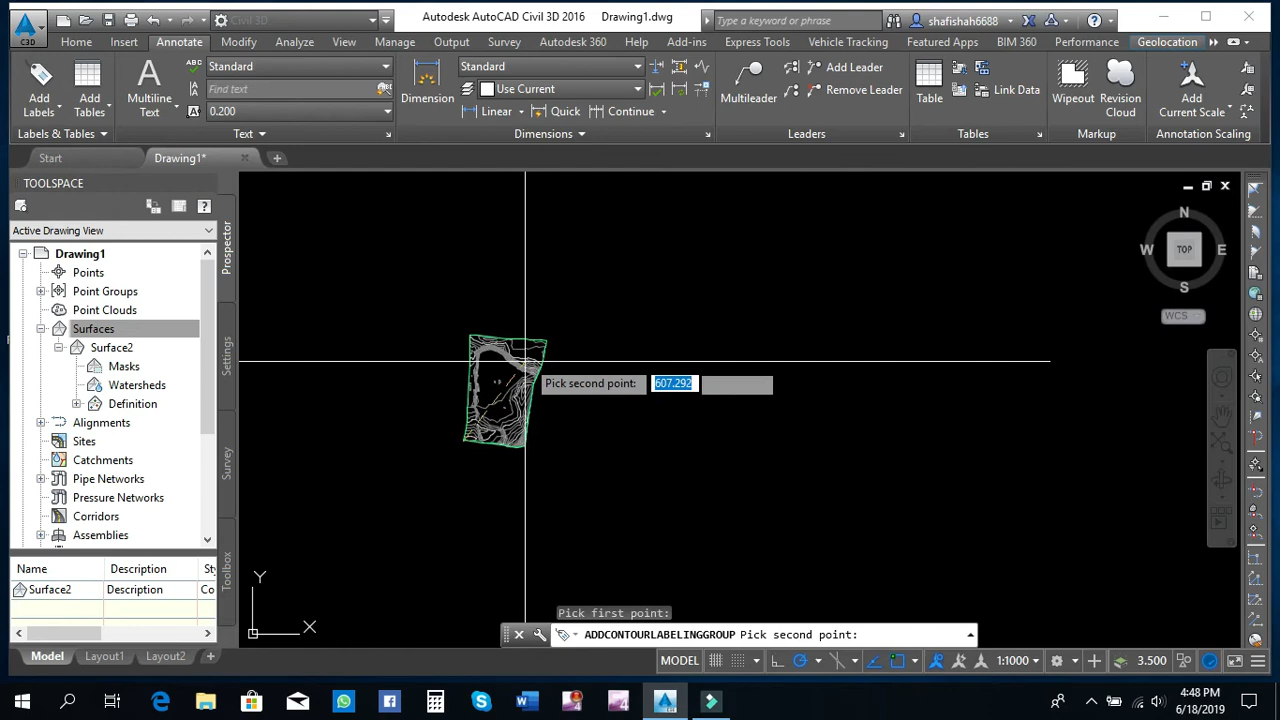 Civil 3D
Autodesk AutoCAD Civil 3D 2016 Drawing1.dwg
Type a keyword or phrase
shafishah6688
C3D
Home Insert Annotate Modify Analyze View Manage Output Survey Autodesk 360 Help Add-ins Express Tools Vehicle Tracking Featured Apps BIM 360 Performance Geolocation
Add Labels
Add Tables
Multiline Text
ABC
Standard
Find text
0.200
Dimension
Standard
Use Current
Linear Quick Continue
Multileader
Add Leader
Remove Leader
Table
Link Data
Wipeout
Revision Cloud
Add Current Scale
Labels & Tables Text Dimensions Leaders Tables Markup Annotation Scaling
Start Drawing1*
TOOLSPACE
Active Drawing View
Drawing1
Points
Point Groups
Point Clouds
Surfaces
Surface2
Masks
Watersheds
Definition
Alignments
Sites
Catchments
Pipe Networks
Pressure Networks
Corridors
Assemblies
Prospector
Settings
Survey
Toolbox
Name Description
Surface2 Description Co
N
W TOP E
S
WCS
Pick second point: 607.292
Y
X
Pick first point:
ADDCONTOURLABELINGGROUP Pick second point:
Model Layout1 Layout2
MODEL 1:1000 3.500
4:48 PM
6/18/2019